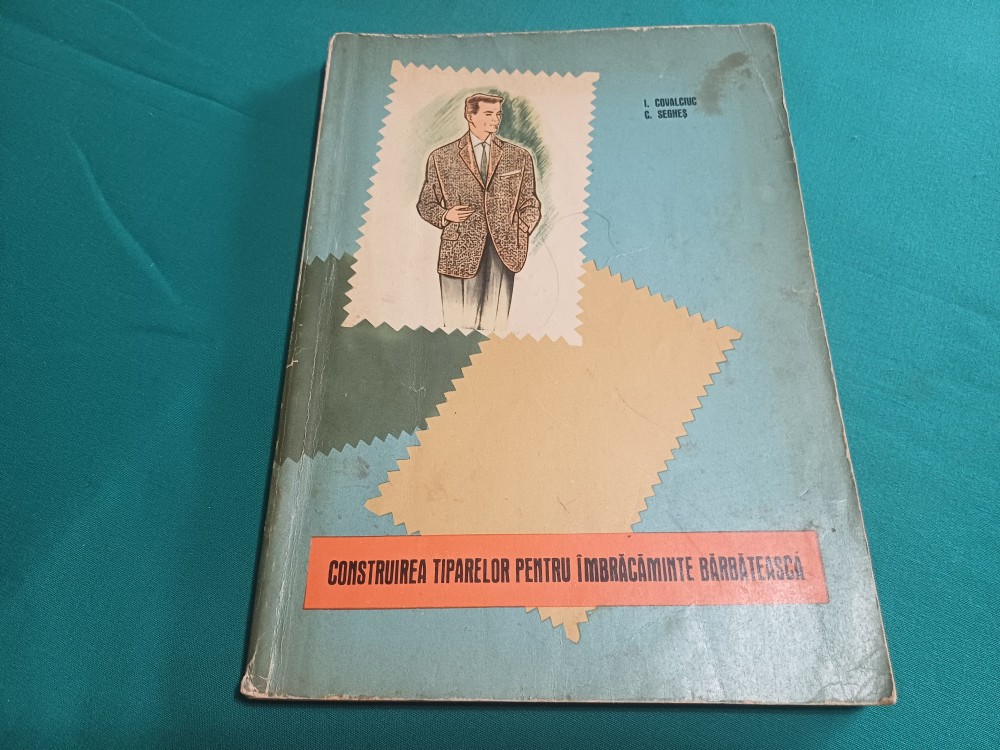 I. COVALCIUC
C. SEGHEȘ
CONSTRUIREA TIPARELOR PENTRU ÎMBRĂCĂMINTE BĂRBĂTEASCĂ